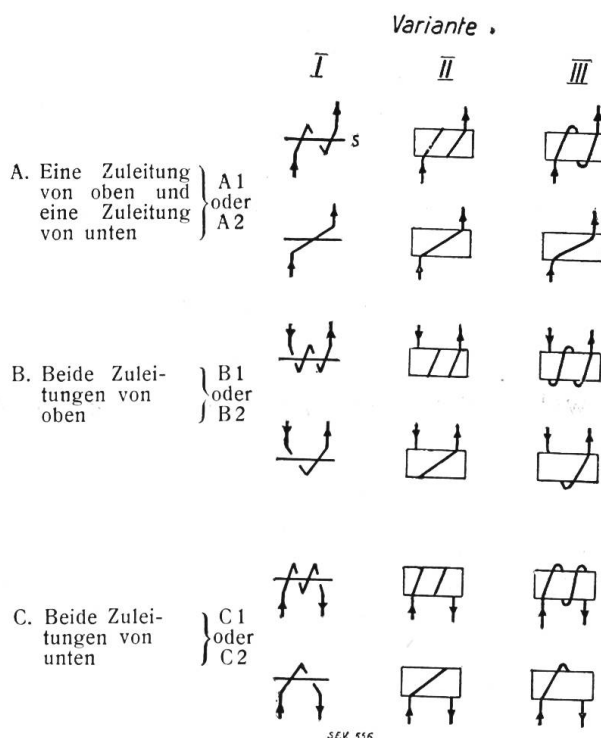 Variante.
I II III
S
A. Eine Zuleitung
von oben und
eine Zuleitung
von unten
A 1
oder
A 2
B. Beide Zulei-
tungen von
oben
B 1
oder
B 2
C. Beide Zulei-
tungen von
unten
C 1
oder
C 2
SEV 556